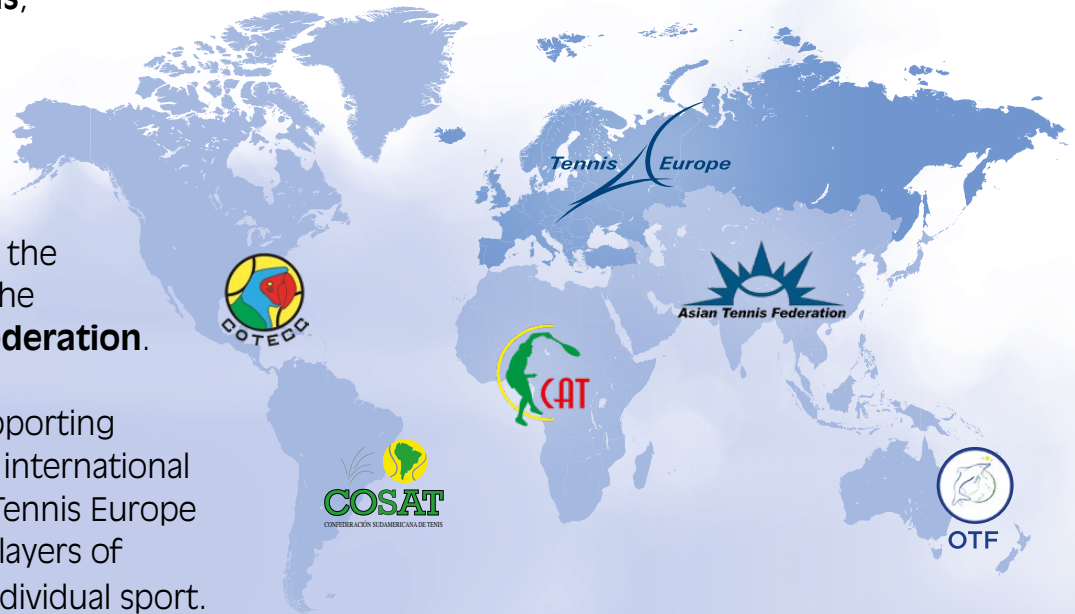 s,
the
he
deration.
pporting
international
Tennis Europe
layers of
dividual sport.
Tennis Europe
Asian Tennis Federation
COTECC
CAT
COSAT
CONFEDERACIÓN SUDAMERICANA DE TENIS
OTF